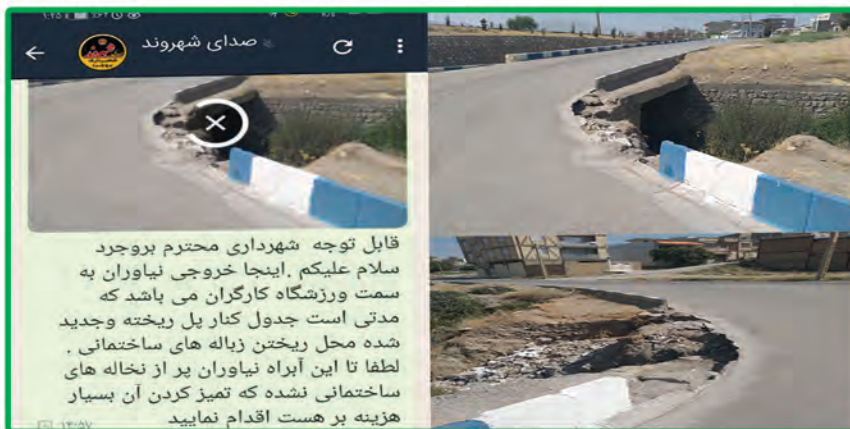 صدای شهروند
قابل توجه شهرداری محترم بروجرد
سلام علیکم .اینجا خروجی نیاوران به
سمت ورزشگاه کارگران می باشد که
مدتی است جدول کنار پل ریخته وجدید
شده محل ریختن زباله های ساختمانی .
لطفا تا این آبراه نیاوران پر از نخاله های
ساختمانی نشده که تمیز کردن آن بسیار
هزینه بر هست اقدام نمایید
۱۴:۵۷